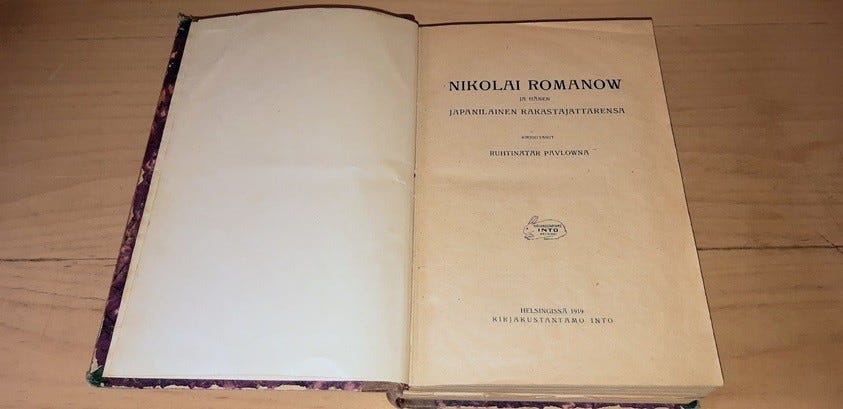 NIKOLAI ROMANOW
JA HÄNEN
JAPANILAINEN RAKASTAJATTARENSA
KIRJOITTANUT
RUHTINATAR PAVLOWNA
INTO
HELSINGISSÄ 1919
KIRJAKUSTANTAMO INTO